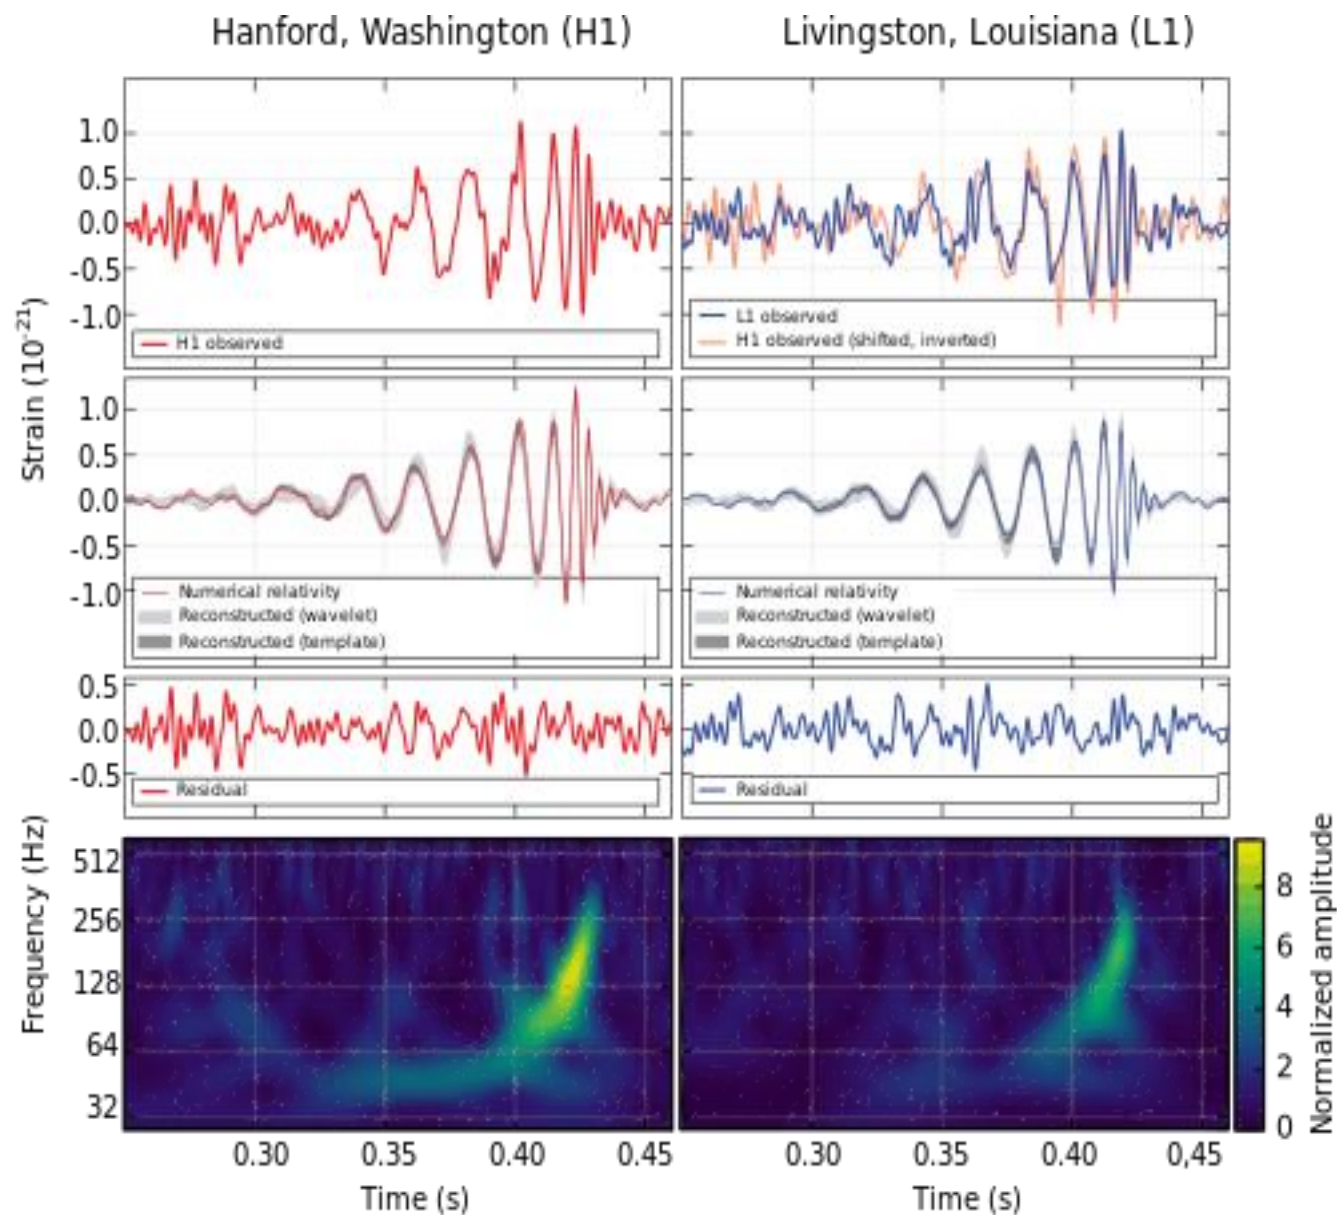 Hanford, Washington (H1)
Livingston, Louisiana (L1)
Strain (10-21)
1.0
0.5
0.0
-0.5
-1.0
H1 observed
L1 observed
H1 observed (shifted, inverted)
1.0
0.5
0.0
-0.5
-1.0
Numerical relativity
Reconstructed (wavelet)
Reconstructed (template)
Numerical relativity
Reconstructed (wavelet)
Reconstructed (template)
0.5
0.0
-0.5
Residual
Residual
Frequency (Hz)
512
256
128
64
32
Normalized amplitude
8
6
4
2
0
0.30 0.35 0.40 0.45
0.30 0.35 0.40 0,45
Time (s)
Time (s)